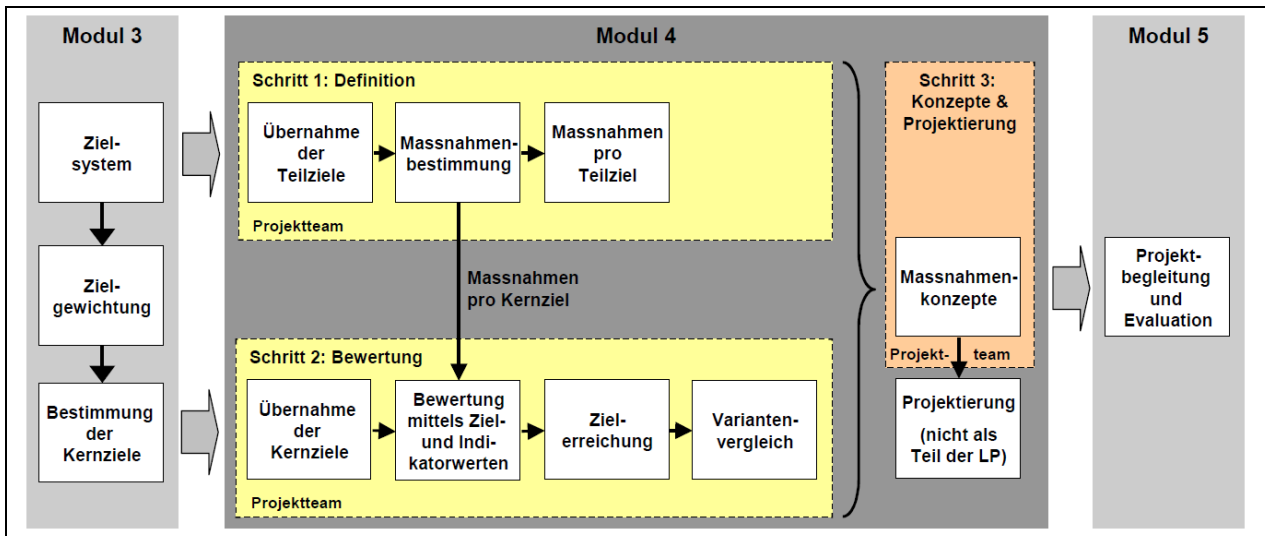 Modul 3
Ziel-
system
Ziel-
gewichtung
Bestimmung
der
Kernziele
Modul 4
Schritt 1: Definition
Übernahme
der
Teilziele
Massnahmen-
bestimmung
Massnahmen
pro
Teilziel
Projektteam
Massnahmen
pro Kernziel
Schritt 2: Bewertung
Übernahme
der
Kernziele
Bewertung
mittels Ziel-
und Indi-
katorwerten
Ziel-
erreichung
Varianten-
vergleich
Projektteam
Schritt 3:
Konzepte &
Projektierung
Massnahmen-
konzepte
Projekt- team
Projektierung
(nicht als
Teil der LP)
Modul 5
Projekt-
begleitung
und
Evaluation